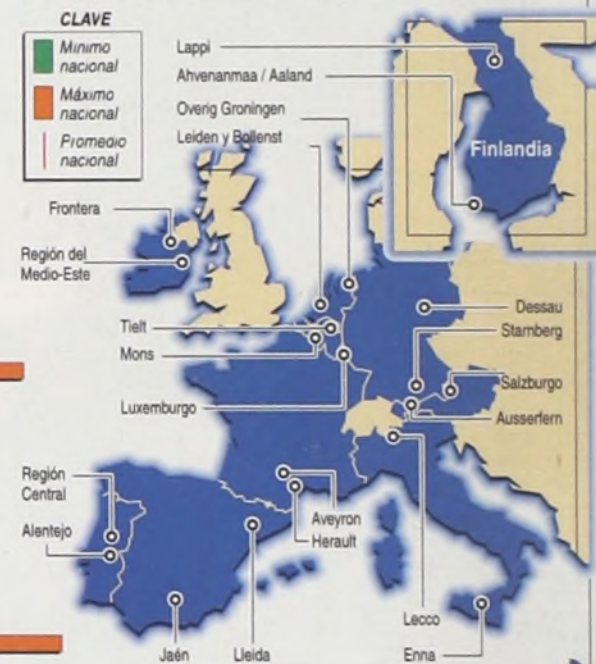 CLAVE
Mínimo
nacional
Máximo
nacional
Promedio
nacional
Lappi
Ahvenanmaa / Aaland
Overig Groningen
Leiden y Bollenst
Finlandia
Frontera
Región del
Medio-Este
Tielt
Mons
Luxemburgo
Dessau
Starnberg
Salzburgo
Ausserfern
Región
Central
Alentejo
Aveyron
Herault
Jaén
Lleida
Lecco
Enna